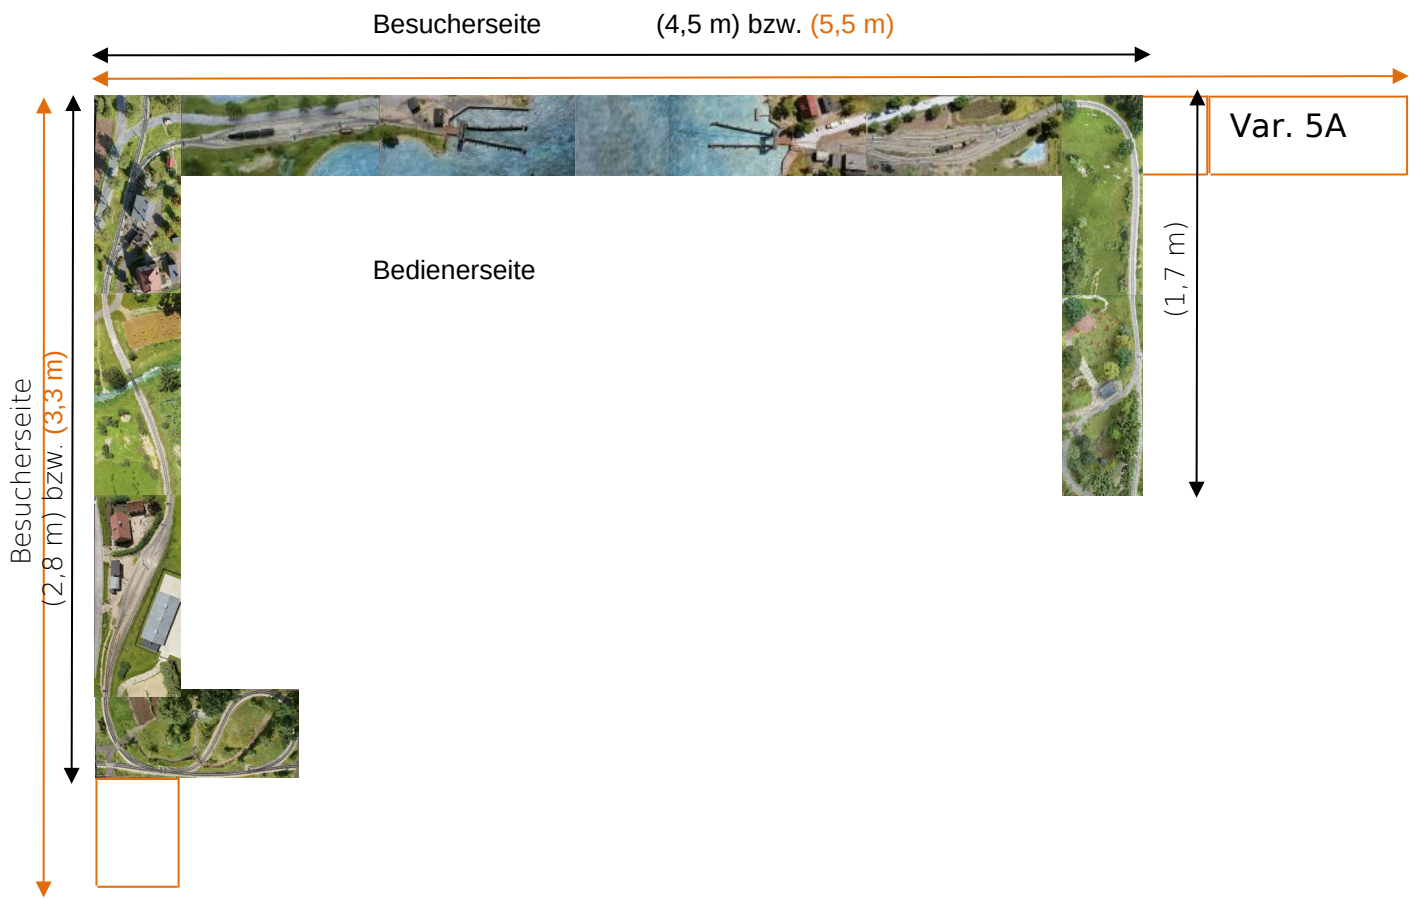 Besucherseite (4,5 m) bzw. (5,5 m)
Var. 5A
Bedienerseite
(1,7 m)
Besucherseite
(2,8 m) bzw. (3,3 m)